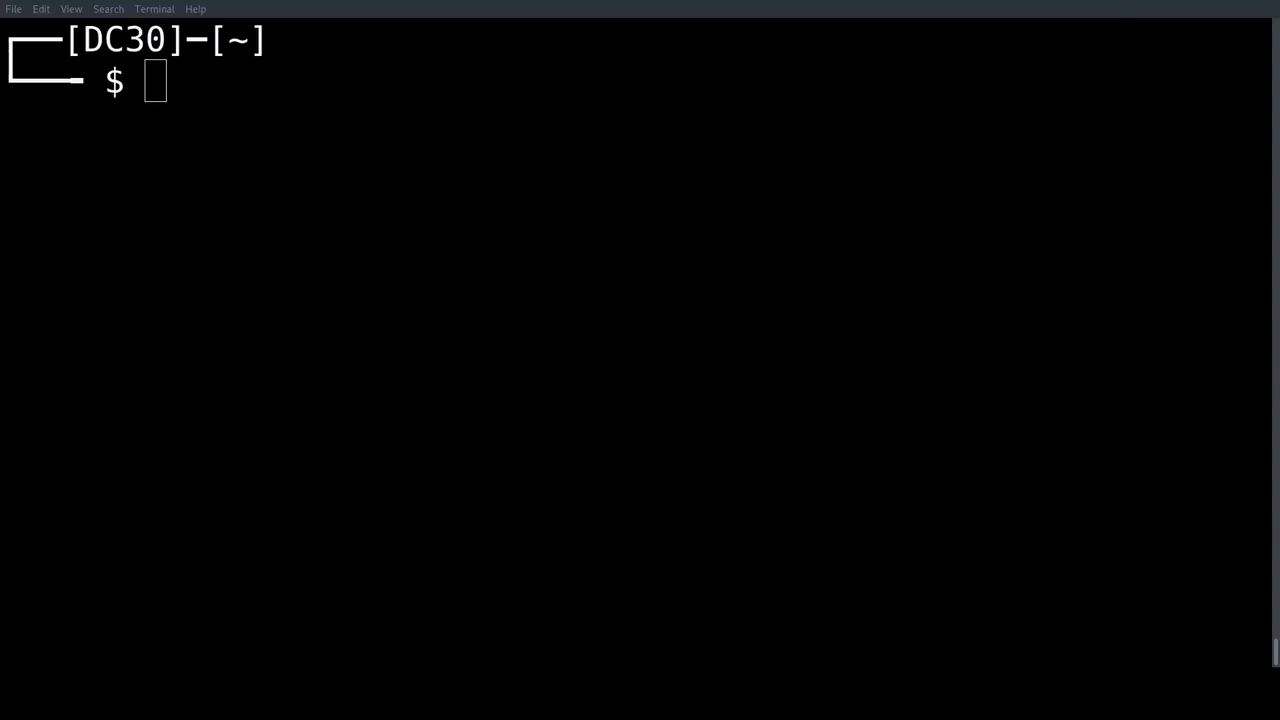 File Edit View Search Terminal Help
┌──[DC30]─[~]
└──╼ $